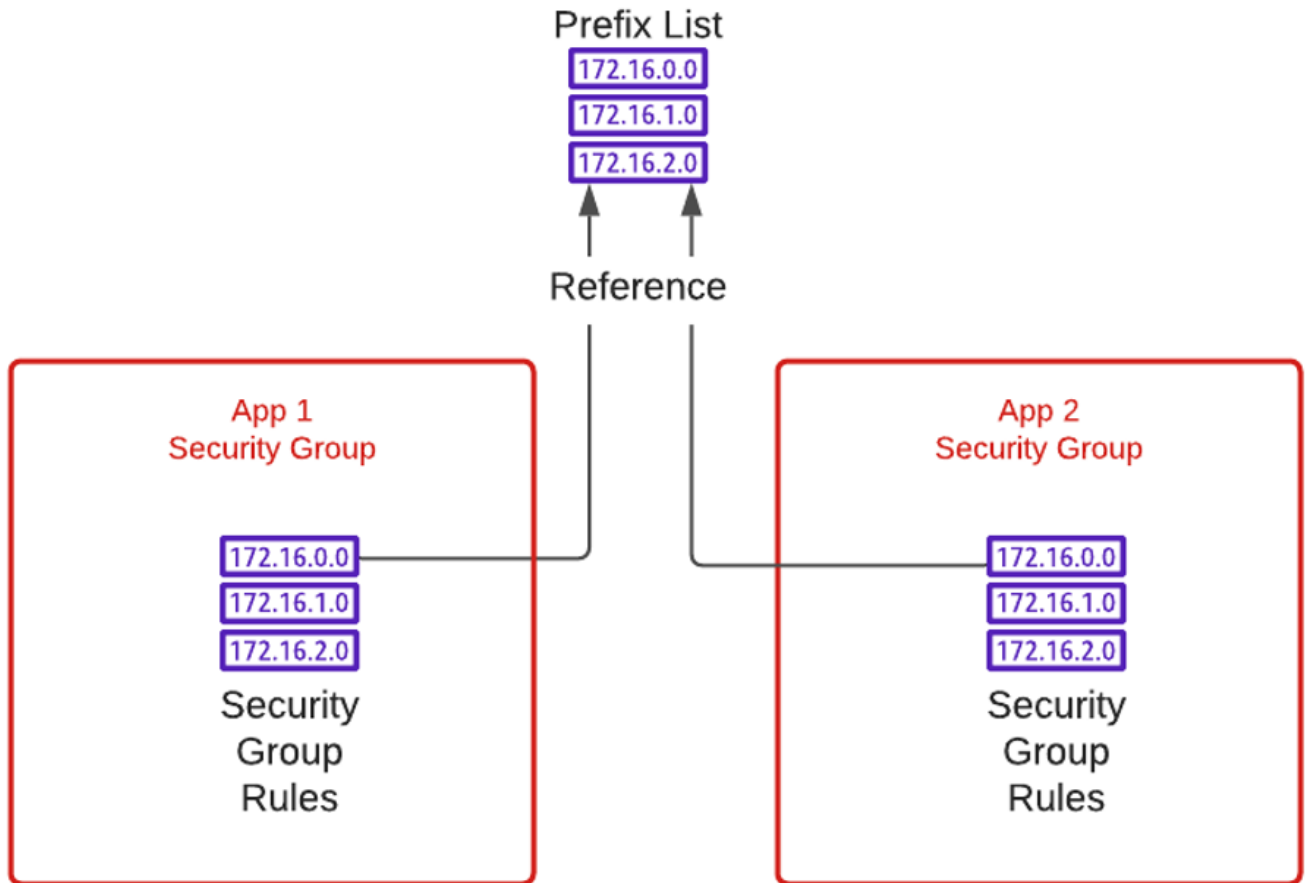 Prefix List
172.16.0.0
172.16.1.0
172.16.2.0
Reference
App 1
Security Group
172.16.0.0
172.16.1.0
172.16.2.0
Security
Group
Rules
App 2
Security Group
172.16.0.0
172.16.1.0
172.16.2.0
Security
Group
Rules